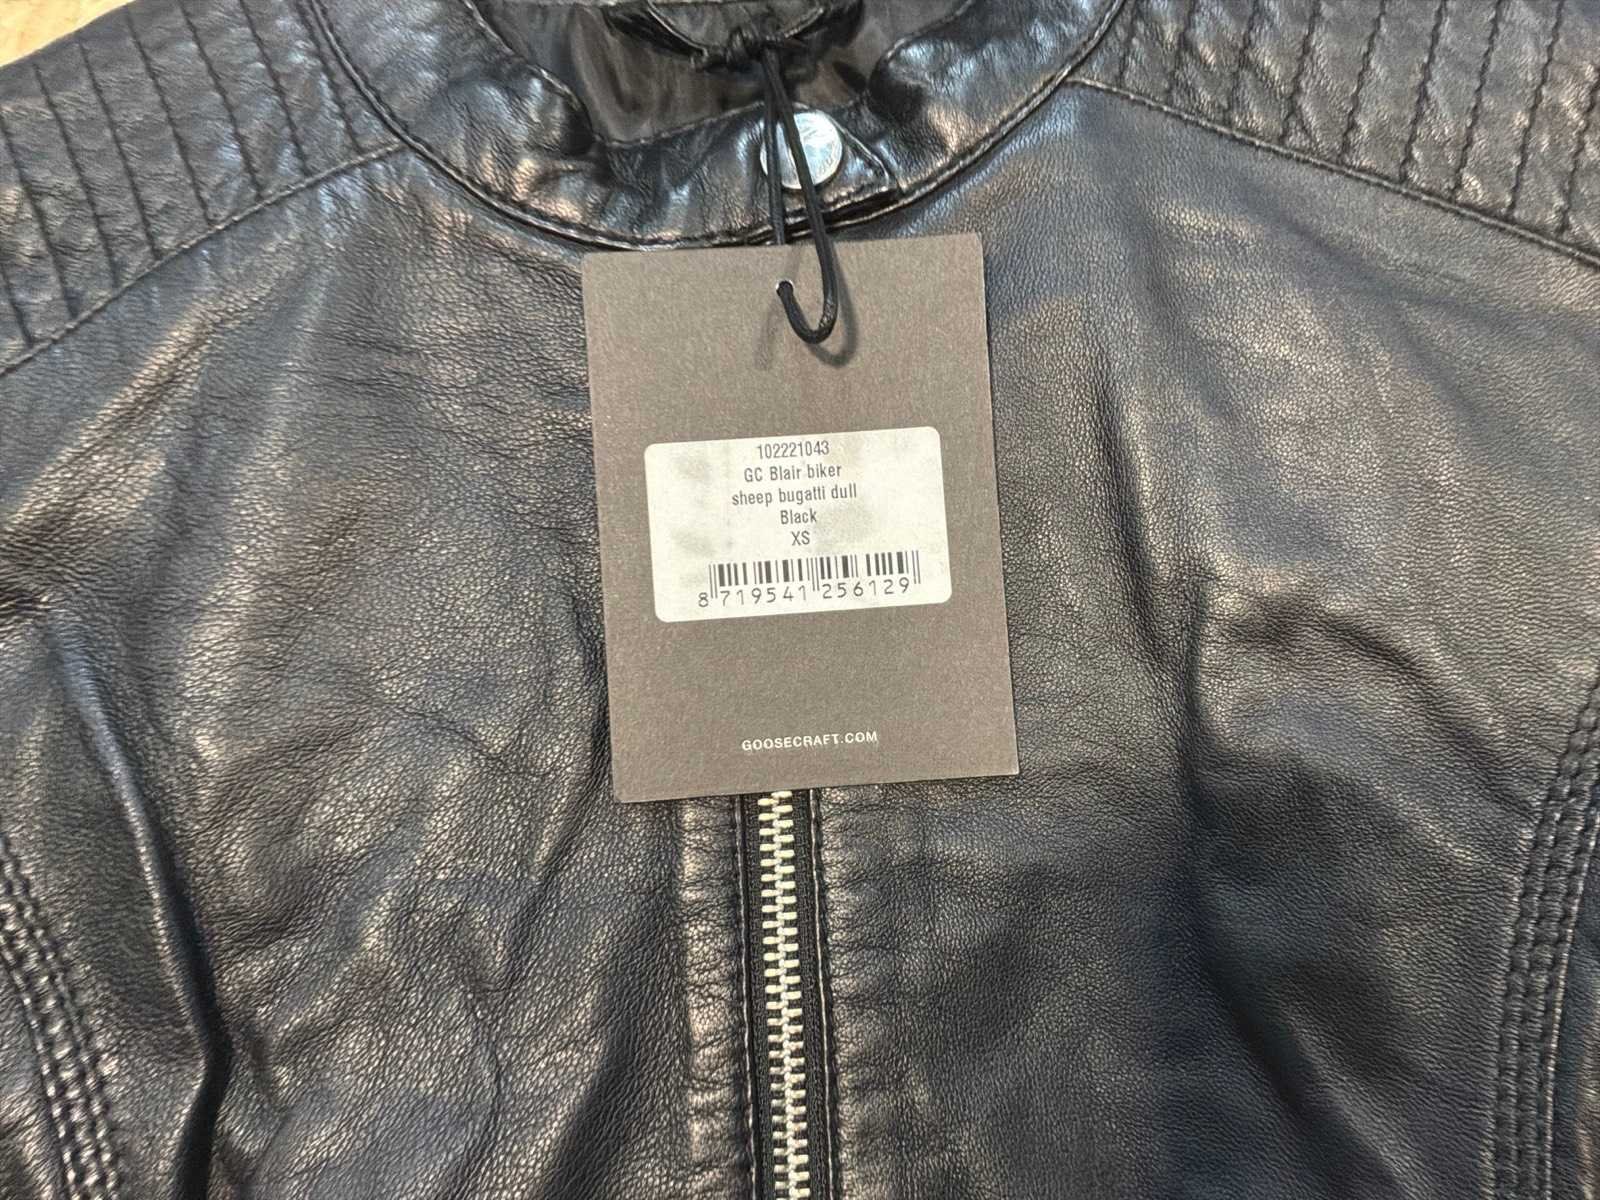 102221043
GC Blair biker
sheep bugatti dull
Black
XS
8 719541 256129
GOOSECRAFT.COM